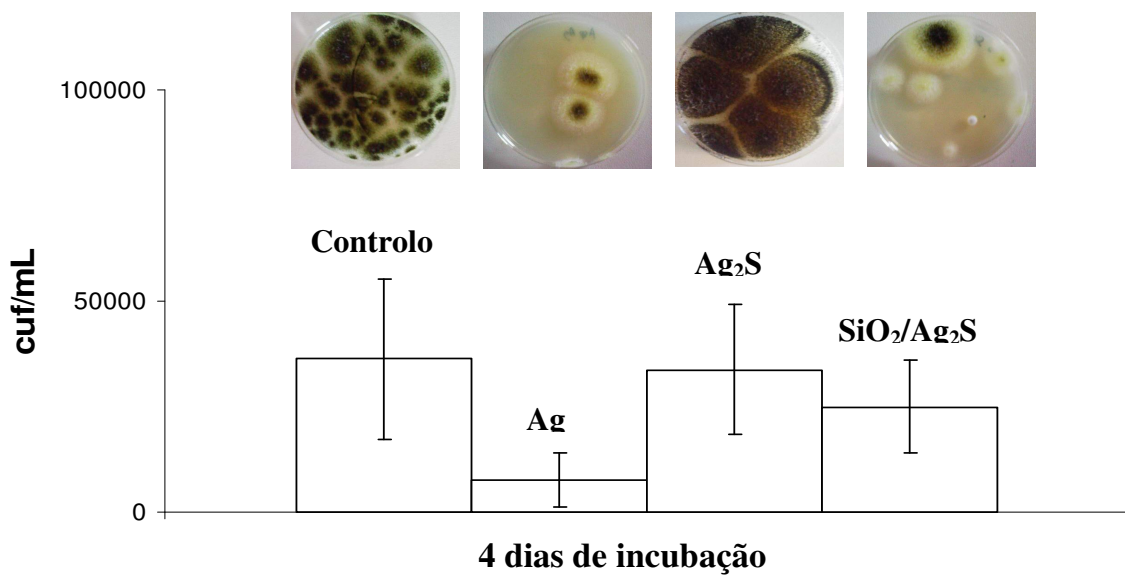 100000
50000
0
cuf/mL
Controlo
Ag
Ag₂S
SiO₂/Ag₂S
4 dias de incubação